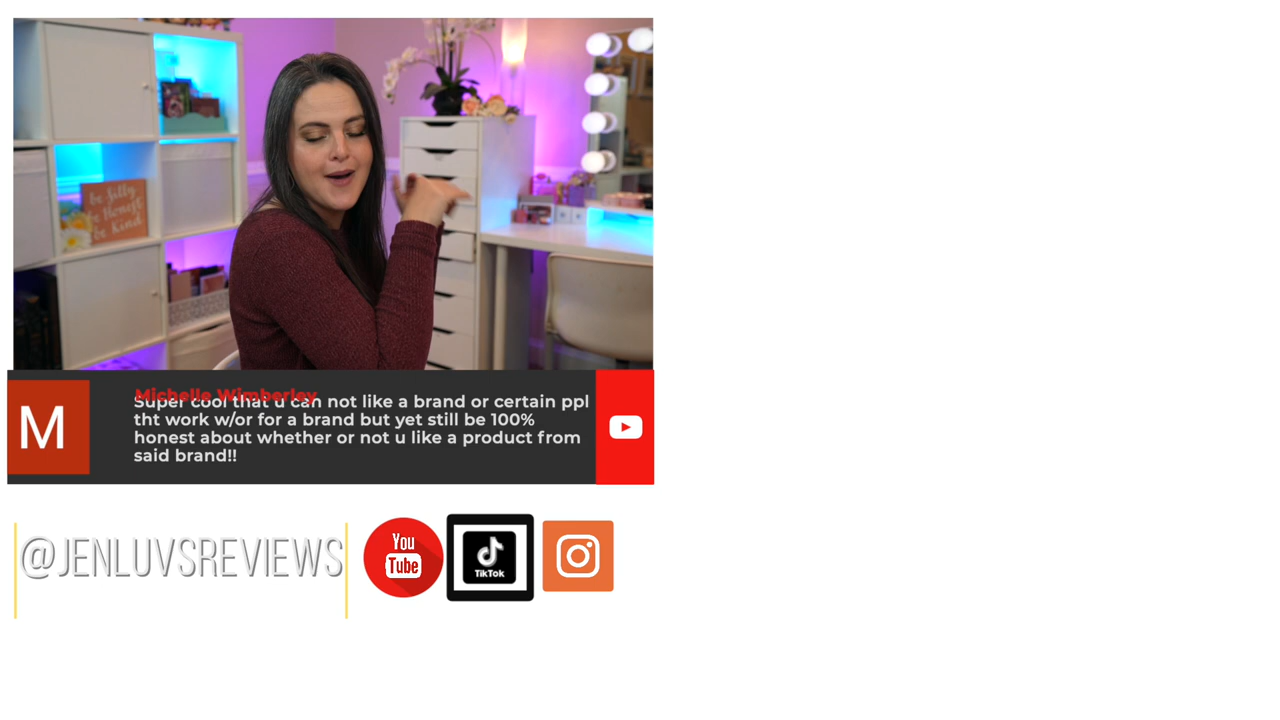 be Silly
be Honest
be Kind
M
Michelle Wimberley
Super cool that u can not like a brand or certain ppl
tht work w/or for a brand but yet still be 100%
honest about whether or not u like a product from
said brand!!
@JENLUVSREVIEWS
You
Tube
TikTok